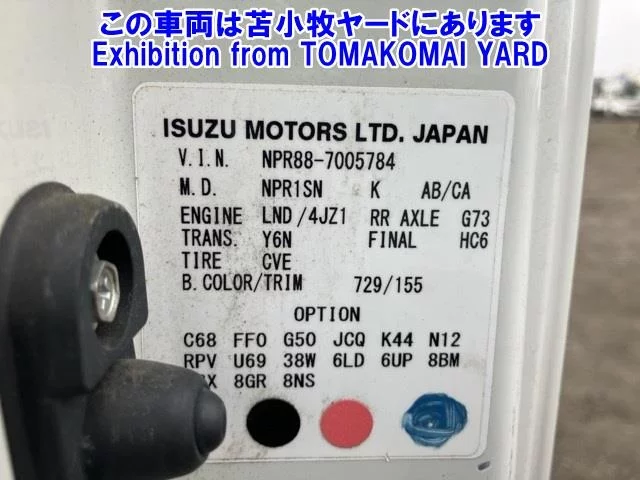 この車両は苫小牧ヤードにあります
Exhibition from TOMAKOMAI YARD
ISUZU MOTORS LTD. JAPAN
V.I.N. NPR88-7005784
M.D. NPR1SN K AB/CA
ENGINE LND/4JZ1 RR AXLE G73
TRANS. Y6N FINAL HC6
TIRE CVE
B.COLOR/TRIM 729/155
OPTION
C68 FF0 G50 JCQ K44 N12
RPV U69 38W 6LD 6UP 8BM
8GR 8NS